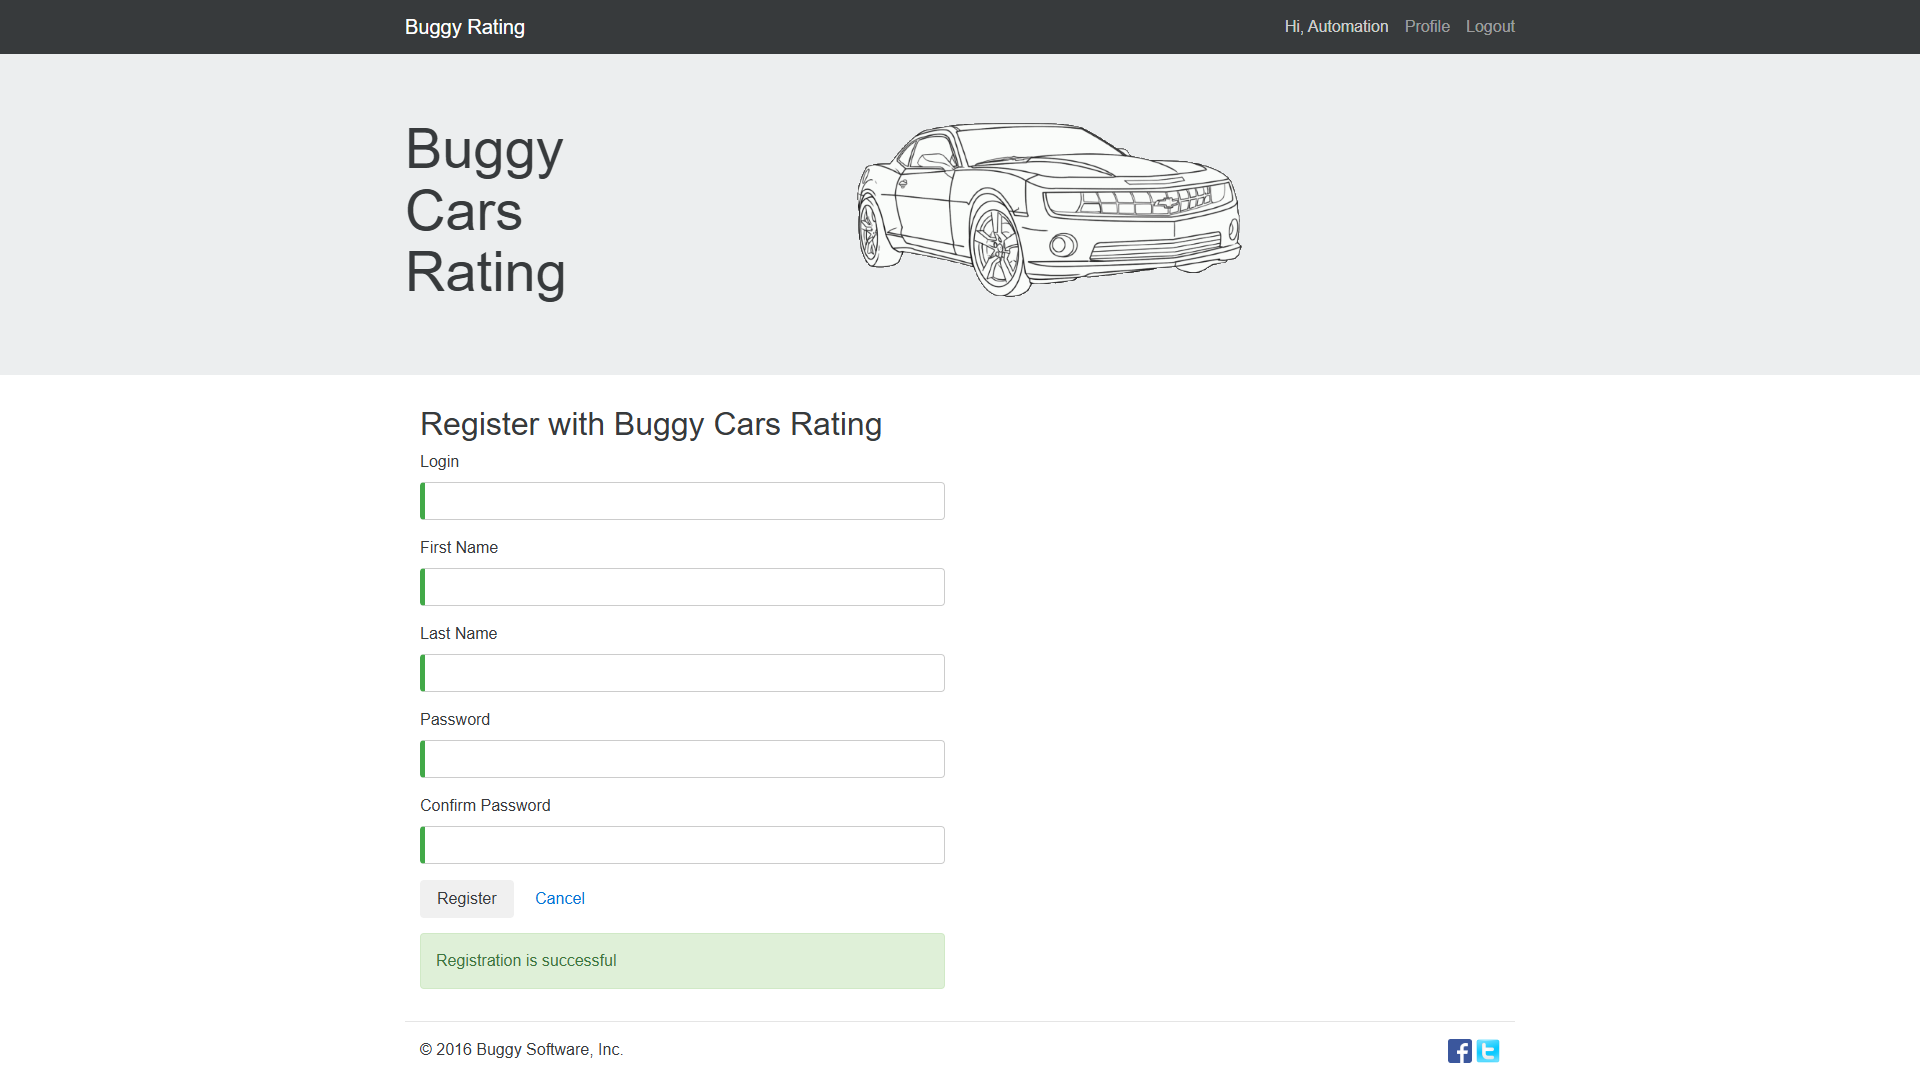 Buggy Rating
Hi, Automation Profile Logout
Buggy
Cars
Rating
Register with Buggy Cars Rating
Login
First Name
Last Name
Password
Confirm Password
Register Cancel
Registration is successful
© 2016 Buggy Software, Inc.